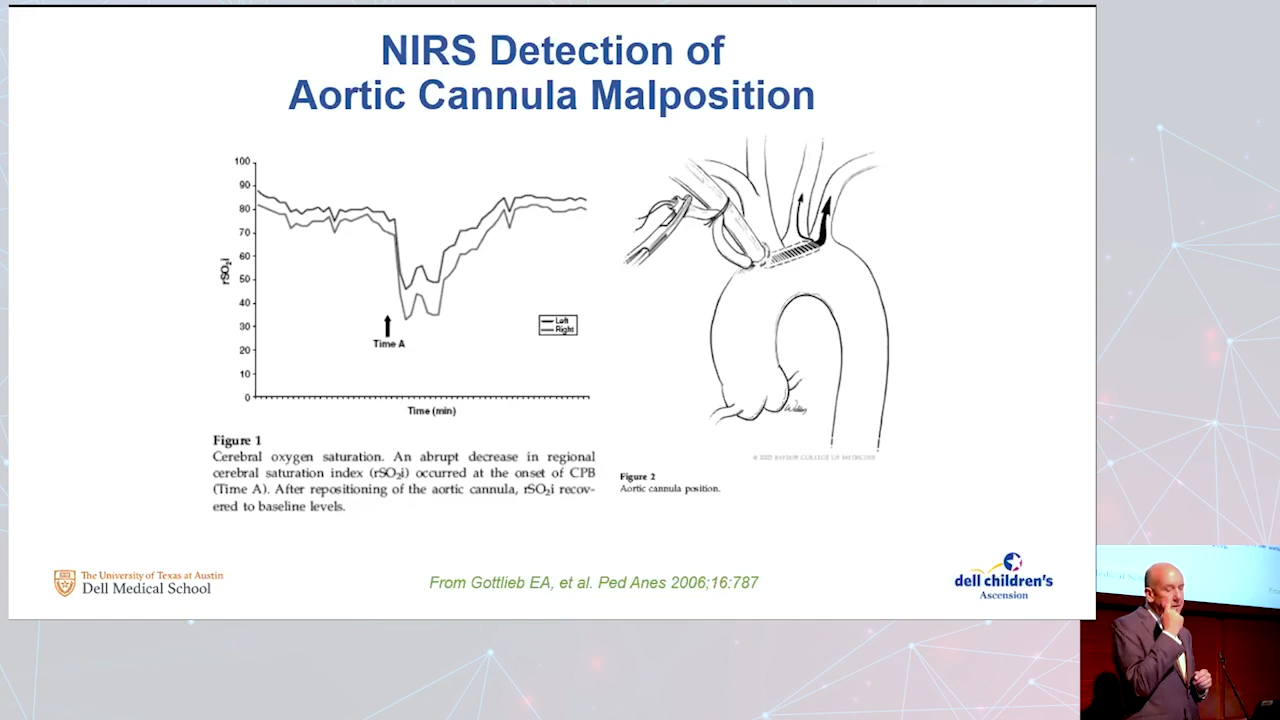 NIRS Detection of
Aortic Cannula Malposition
100
90
80
70
60
50
40
30
20
10
0
rSO₂i
Time A
Left
Right
Time (min)
Figure 1
Cerebral oxygen saturation. An abrupt decrease in regional
cerebral saturation index (rSO₂i) occurred at the onset of CPB
(Time A). After repositioning of the aortic cannula, rSO₂i recov-
ered to baseline levels.
BAYLOR COLLEGE OF MEDICINE
Figure 2
Aortic cannula position.
The University of Texas at Austin
Dell Medical School
From Gottlieb EA, et al. Ped Anes 2006;16:787
dell children's
Ascension